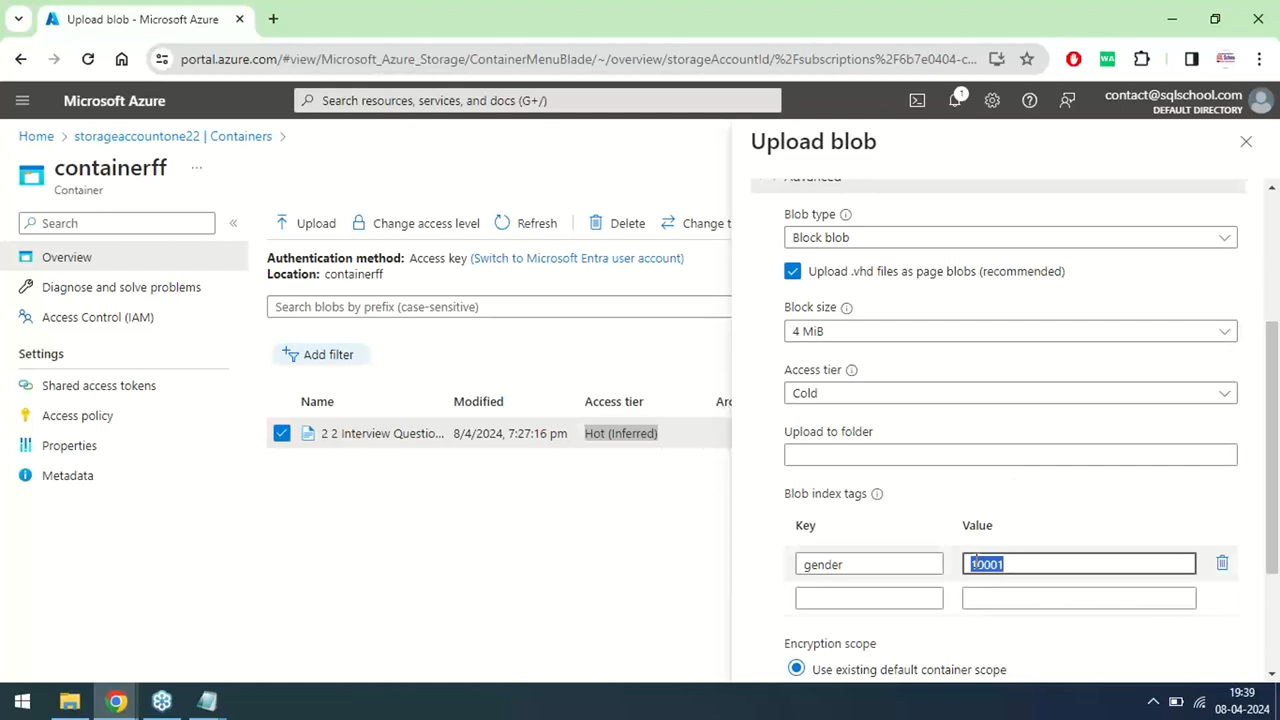 Upload blob - Microsoft Azure
portal.azure.com/#view/Microsoft_Azure_Storage/ContainerMenuBlade/~/overview/storageAccountId/%2Fsubscriptions%2F6b7e0404c...
WA
Microsoft Azure
Search resources, services, and docs (G+/)
1
contact@sqlschool.com
DEFAULT DIRECTORY
Home > storageaccountone22 | Containers >
containerff ...
Container
Search
«
Overview
Diagnose and solve problems
Access Control (IAM)
Settings
Shared access tokens
Access policy
Properties
Metadata
Upload
Change access level
Refresh
Delete
Change t
Authentication method: Access key (Switch to Microsoft Entra user account)
Location: containerff
Search blobs by prefix (case-sensitive)
Add filter
Name Modified Access tier Arc
2 2 Interview Questio... 8/4/2024, 7:27:16 pm Hot (Inferred)
Upload blob
Advanced
Blob type
Block blob
Upload .vhd files as page blobs (recommended)
Block size
4 MiB
Access tier
Cold
Upload to folder
Blob index tags
Key Value
gender 10001
Encryption scope
Use existing default container scope
19:39
08-04-2024